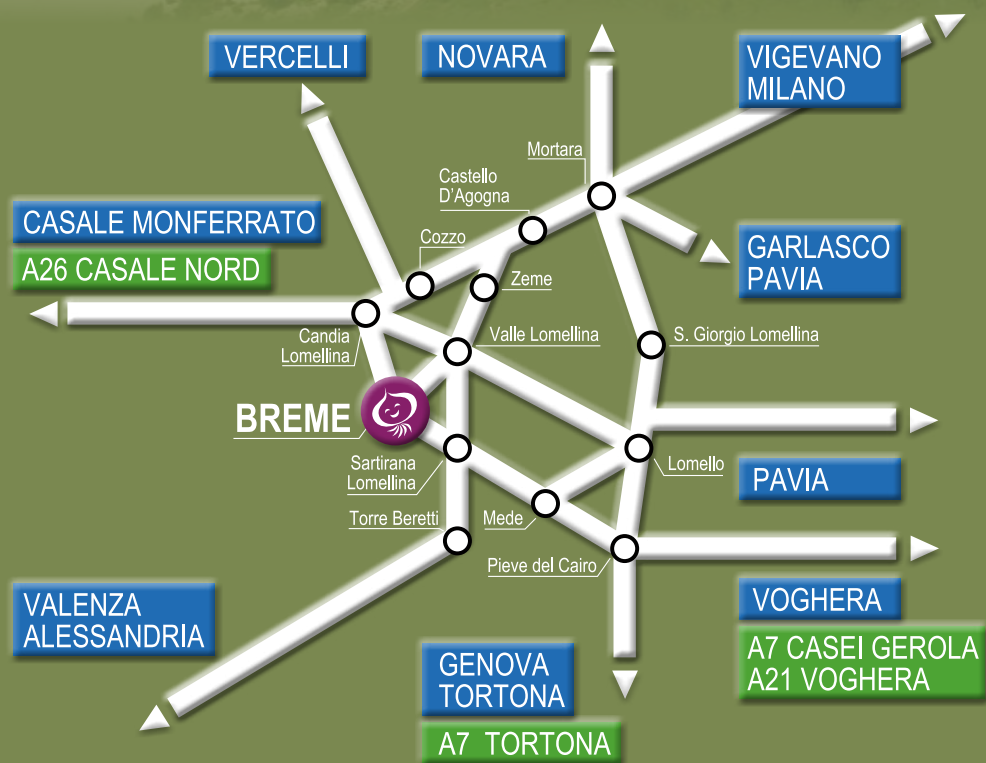 VERCELLI
NOVARA
VIGEVANO
MILANO
Mortara
Castello
D'Agogna
CASALE MONFERRATO
A26 CASALE NORD
Cozzo
GARLASCO
PAVIA
Zeme
Candia
Lomellina
Valle Lomellina
S. Giorgio Lomellina
BREME
Sartirana
Lomellina
Lomello
PAVIA
Torre Beretti
Mede
Pieve del Cairo
VALENZA
ALESSANDRIA
VOGHERA
A7 CASEI GEROLA
A21 VOGHERA
GENOVA
TORTONA
A7 TORTONA